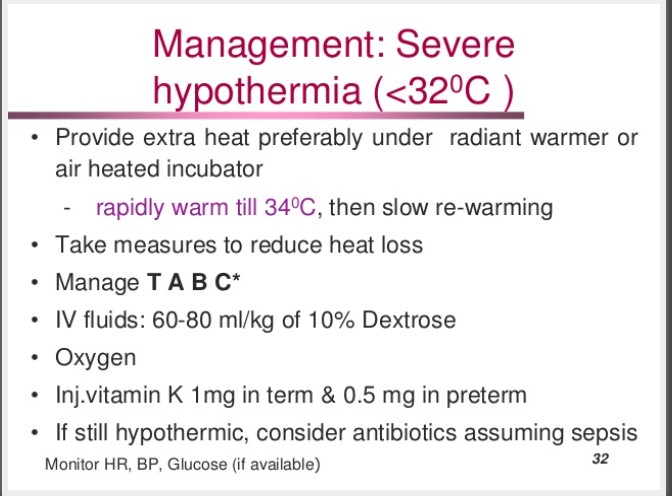 Management: Severe
hypothermia (<32⁰C )
• Provide extra heat preferably under radiant warmer or
air heated incubator
- rapidly warm till 34⁰C, then slow re-warming
• Take measures to reduce heat loss
• Manage T A B C*
• IV fluids: 60-80 ml/kg of 10% Dextrose
• Oxygen
• Inj.vitamin K 1mg in term & 0.5 mg in preterm
• If still hypothermic, consider antibiotics assuming sepsis
Monitor HR, BP, Glucose (if available)
32